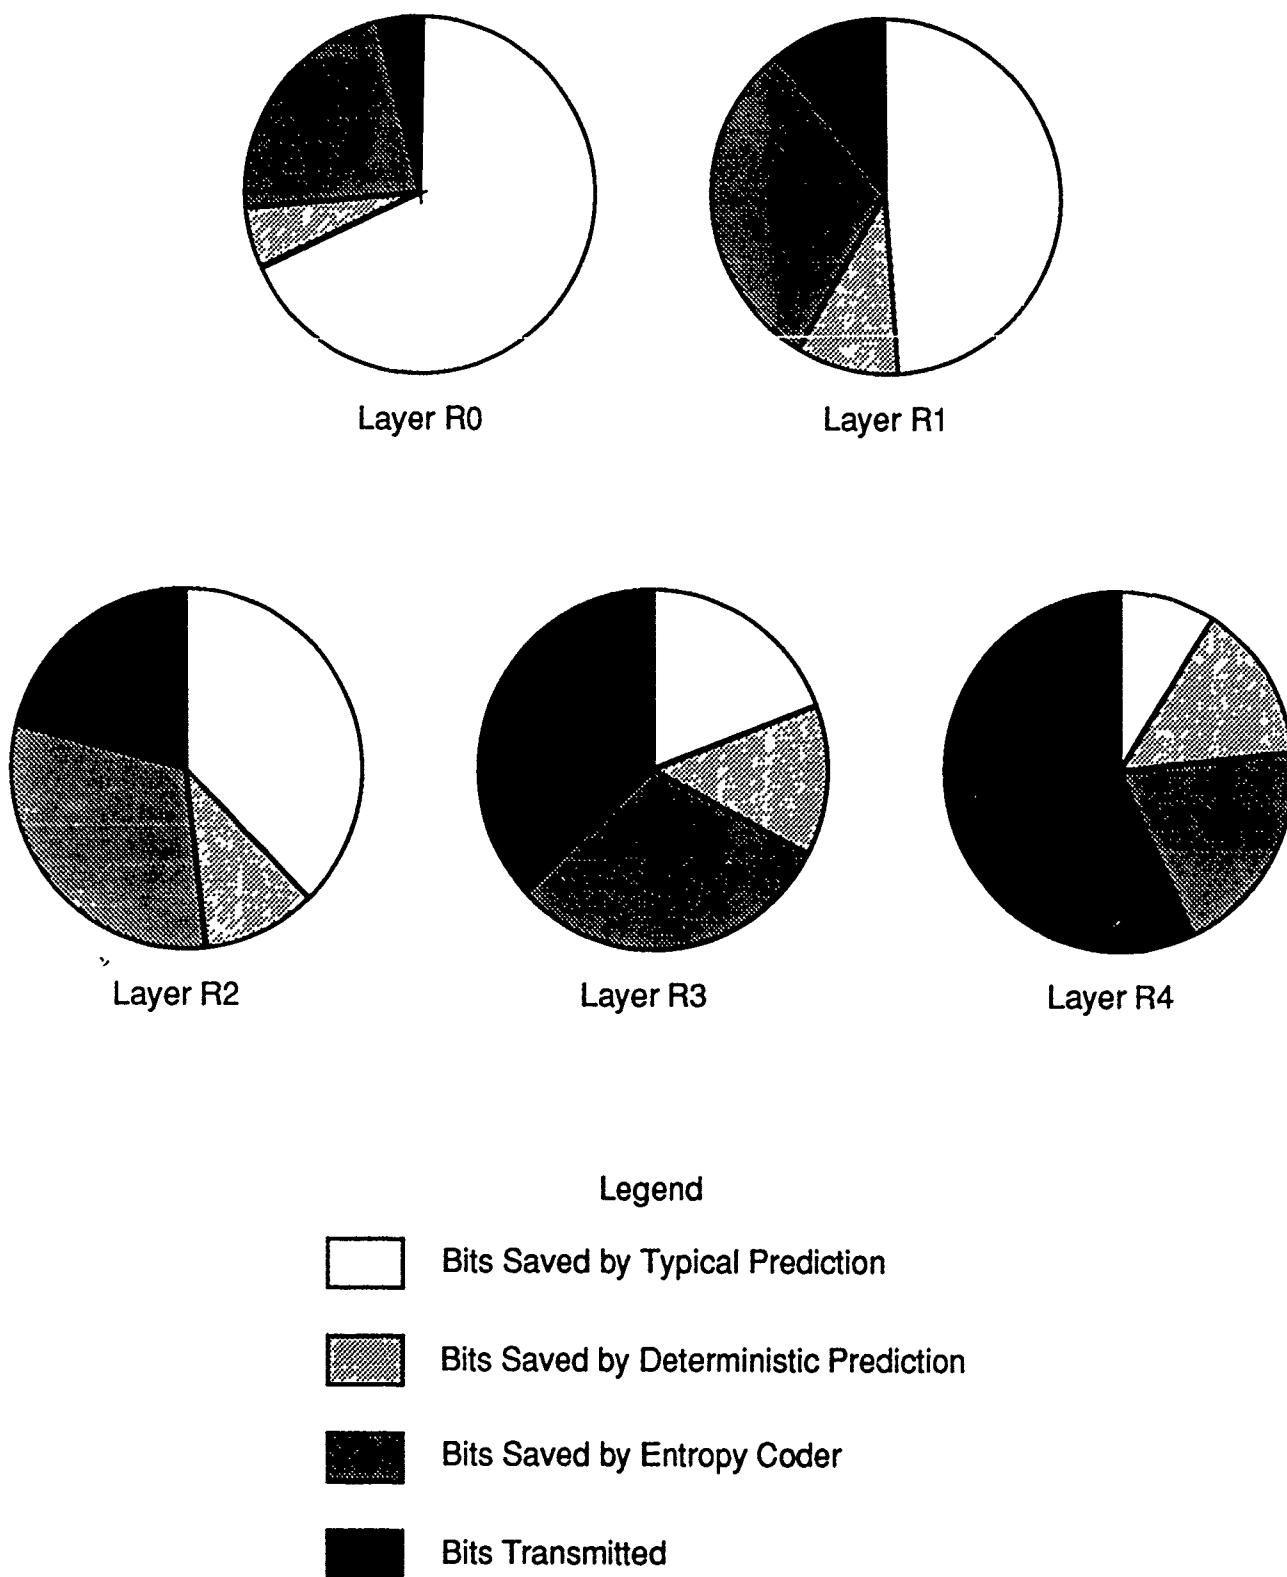 Layer R0
Layer R1
Layer R2
Layer R3
Layer R4
Legend
Bits Saved by Typical Prediction
Bits Saved by Deterministic Prediction
Bits Saved by Entropy Coder
Bits Transmitted